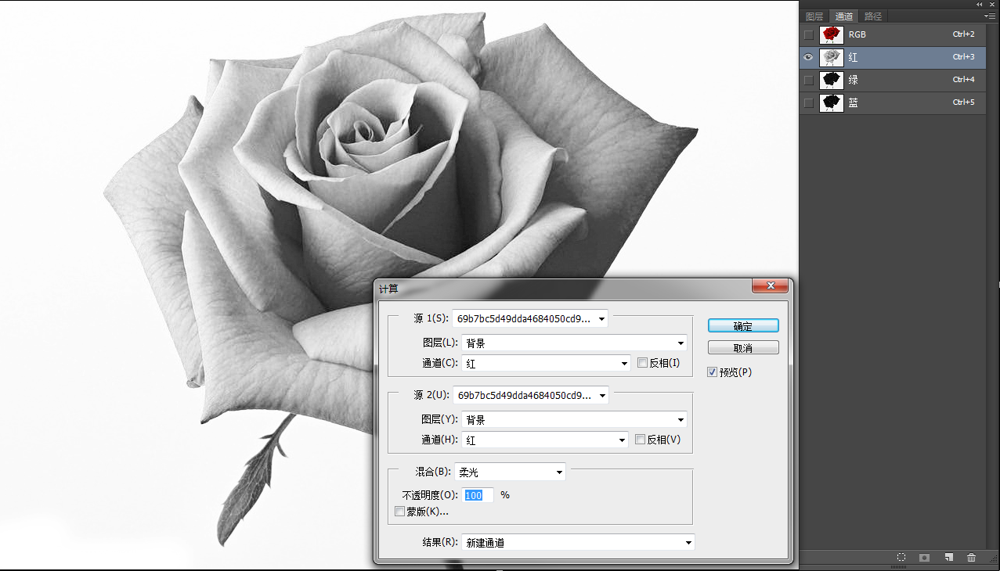 图层 通道 路径
RGB Ctrl+2
红 Ctrl+3
绿 Ctrl+4
蓝 Ctrl+5
计算
源 1(S): 69b7bc5d49dda4684050cd9...
图层(L): 背景
通道(C): 红 反相(I)
源 2(U): 69b7bc5d49dda4684050cd9...
图层(Y): 背景
通道(H): 红 反相(V)
混合(B): 柔光
不透明度(O): 100 %
蒙版(K)...
结果(R): 新建通道
确定
取消
预览(P)